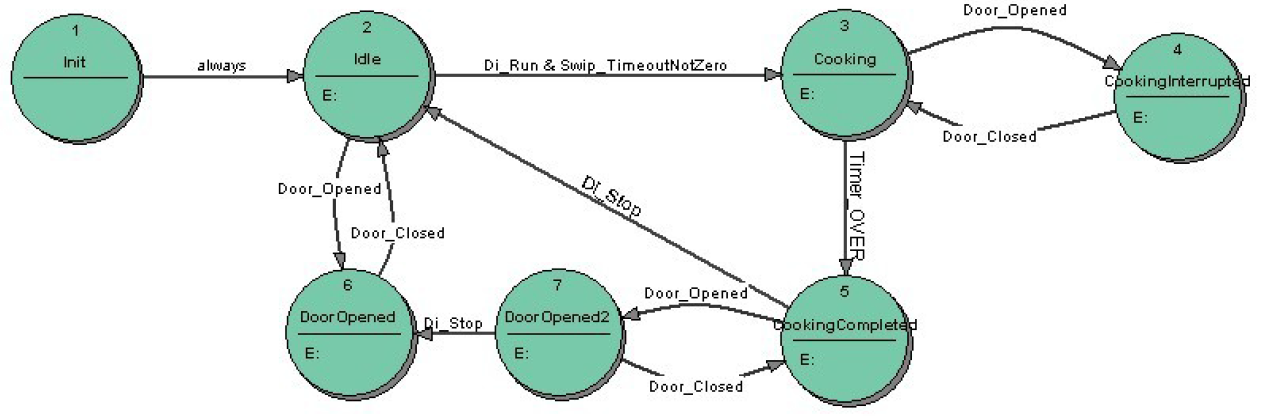 1
Init
always
2
Idle
E:
Di_Run & Swip_TimeoutNotZero
3
Cooking
E:
Door_Opened
4
CookingInterrupted
E:
Door_Closed
Timer_OVER
DI_Stop
Door_Opened
Door_Closed
6
DoorOpened
E:
Di_Stop
7
DoorOpened2
E:
Door_Opened
Door_Closed
5
CookingCompleted
E: